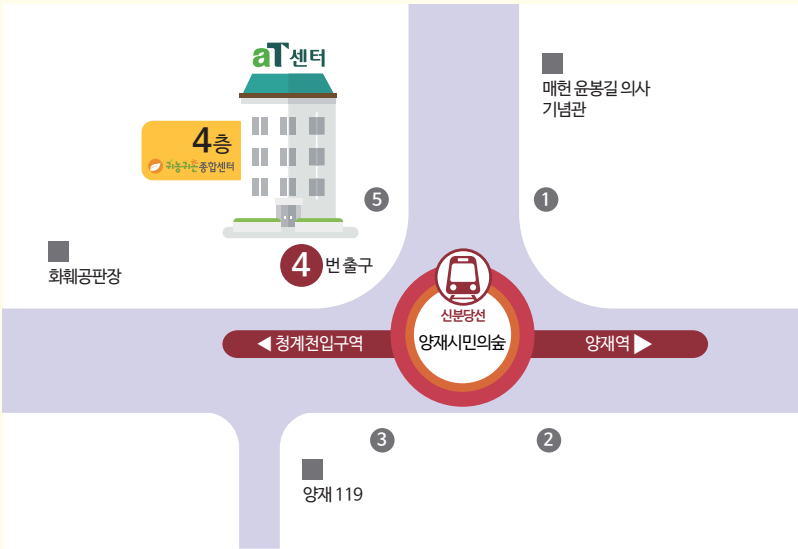 aT센터
매헌 윤봉길 의사
기념관
4층
귀농귀촌종합센터
5
1
화훼공판장
4번 출구
신분당선
◀ 청계천입구역
양재시민의숲
양재역 ▶
3
2
양재 119